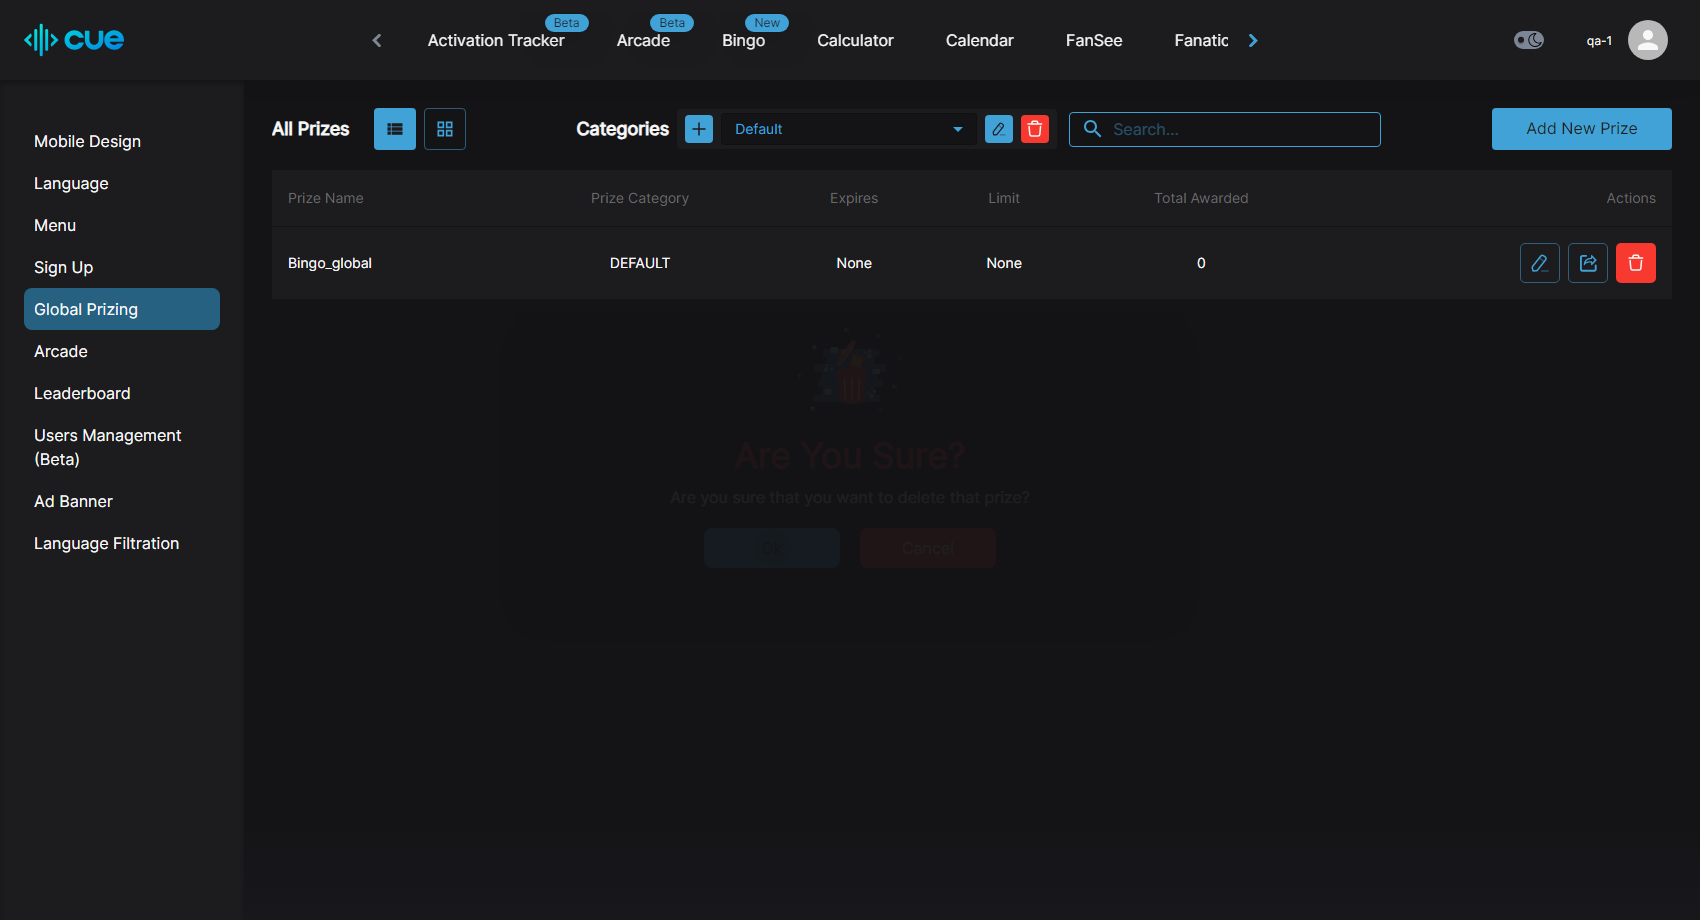 cue
Activation Tracker
Beta
Arcade
Beta
Bingo
New
Calculator
Calendar
FanSee
Fanatic
qa-1
Mobile Design
Language
Menu
Sign Up
Global Prizing
Arcade
Leaderboard
Users Management
(Beta)
Ad Banner
Language Filtration
All Prizes
Categories
Default
Search...
Add New Prize
Prize Name
Prize Category
Expires
Limit
Total Awarded
Actions
Bingo_global
DEFAULT
None
None
0
Are You Sure?
Are you sure that you want to delete that prize?
Cancel